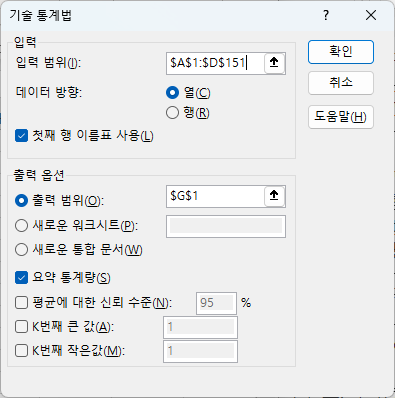 기술 통계법
?
입력
입력 범위(I): $A$1:$D$151
확인
데이터 방향: 열(C)
취소
행(R)
도움말(H)
첫째 행 이름표 사용(L)
출력 옵션
출력 범위(O): $G$1
새로운 워크시트(P):
새로운 통합 문서(W)
요약 통계량(S)
평균에 대한 신뢰 수준(N): 95 %
K번째 큰 값(A): 1
K번째 작은값(M): 1